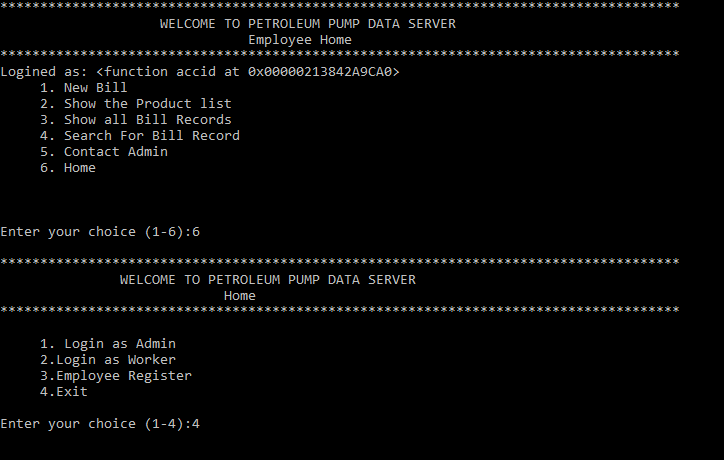 *************************************************************************************
WELCOME TO PETROLEUM PUMP DATA SERVER
Employee Home
*************************************************************************************
Logined as: <function accid at 0x00000213842A9CA0>
1. New Bill
2. Show the Product list
3. Show all Bill Records
4. Search For Bill Record
5. Contact Admin
6. Home
Enter your choice (1-6):6
*************************************************************************************
WELCOME TO PETROLEUM PUMP DATA SERVER
Home
*************************************************************************************
1. Login as Admin
2.Login as Worker
3.Employee Register
4.Exit
Enter your choice (1-4):4